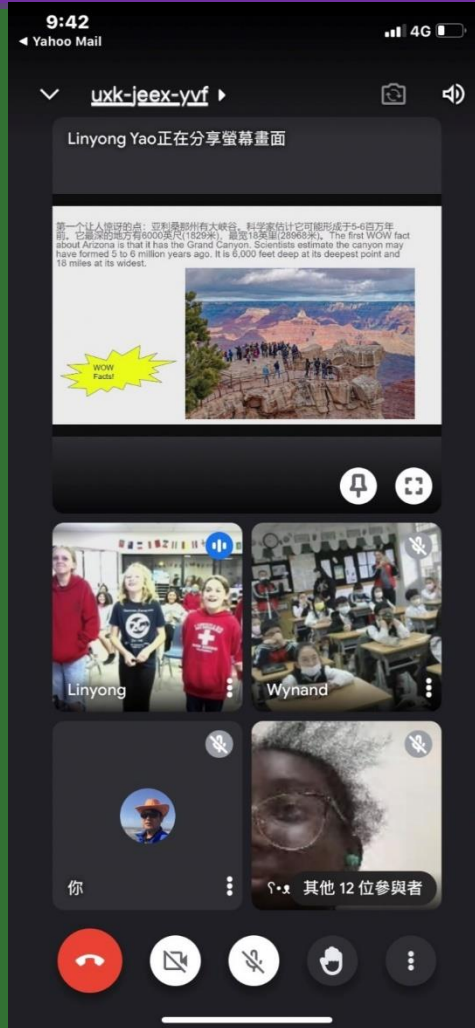 9:42
4G
◀ Yahoo Mail
uxk-jeex-yvf ▸
Linyong Yao正在分享螢幕畫面
第一个让人惊讶的点：亚利桑那州有大峡谷。科学家估计它可能形成于5-6百万年
前。它最深的地方有6000英尺(1829米)，最宽18英里(28968米)。The first WOW fact
about Arizona is that it has the Grand Canyon. Scientists estimate the canyon may
have formed 5 to 6 million years ago. It is 6,000 feet deep at its deepest point and
18 miles at its widest.
WOW
Facts!
Linyong
Wynand
你
其他 12 位參與者